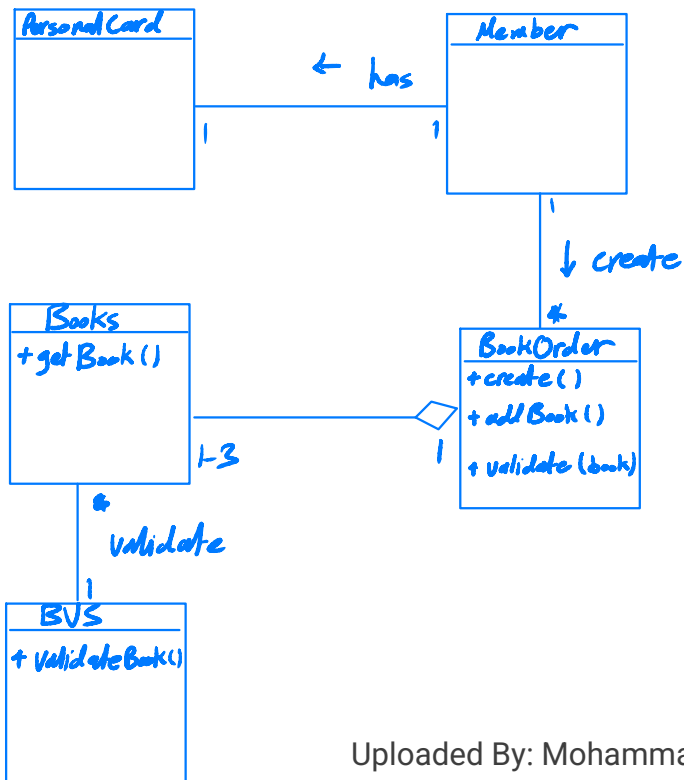 PersonalCard
Member
← has
1
1
1
↓ create
*
Books
+ getBook()
BookOrder
+ create()
+ addBook()
+ validate(book)
1-3
1
*
validate
1
BVS
+ validateBook()
Uploaded By: Mohamma